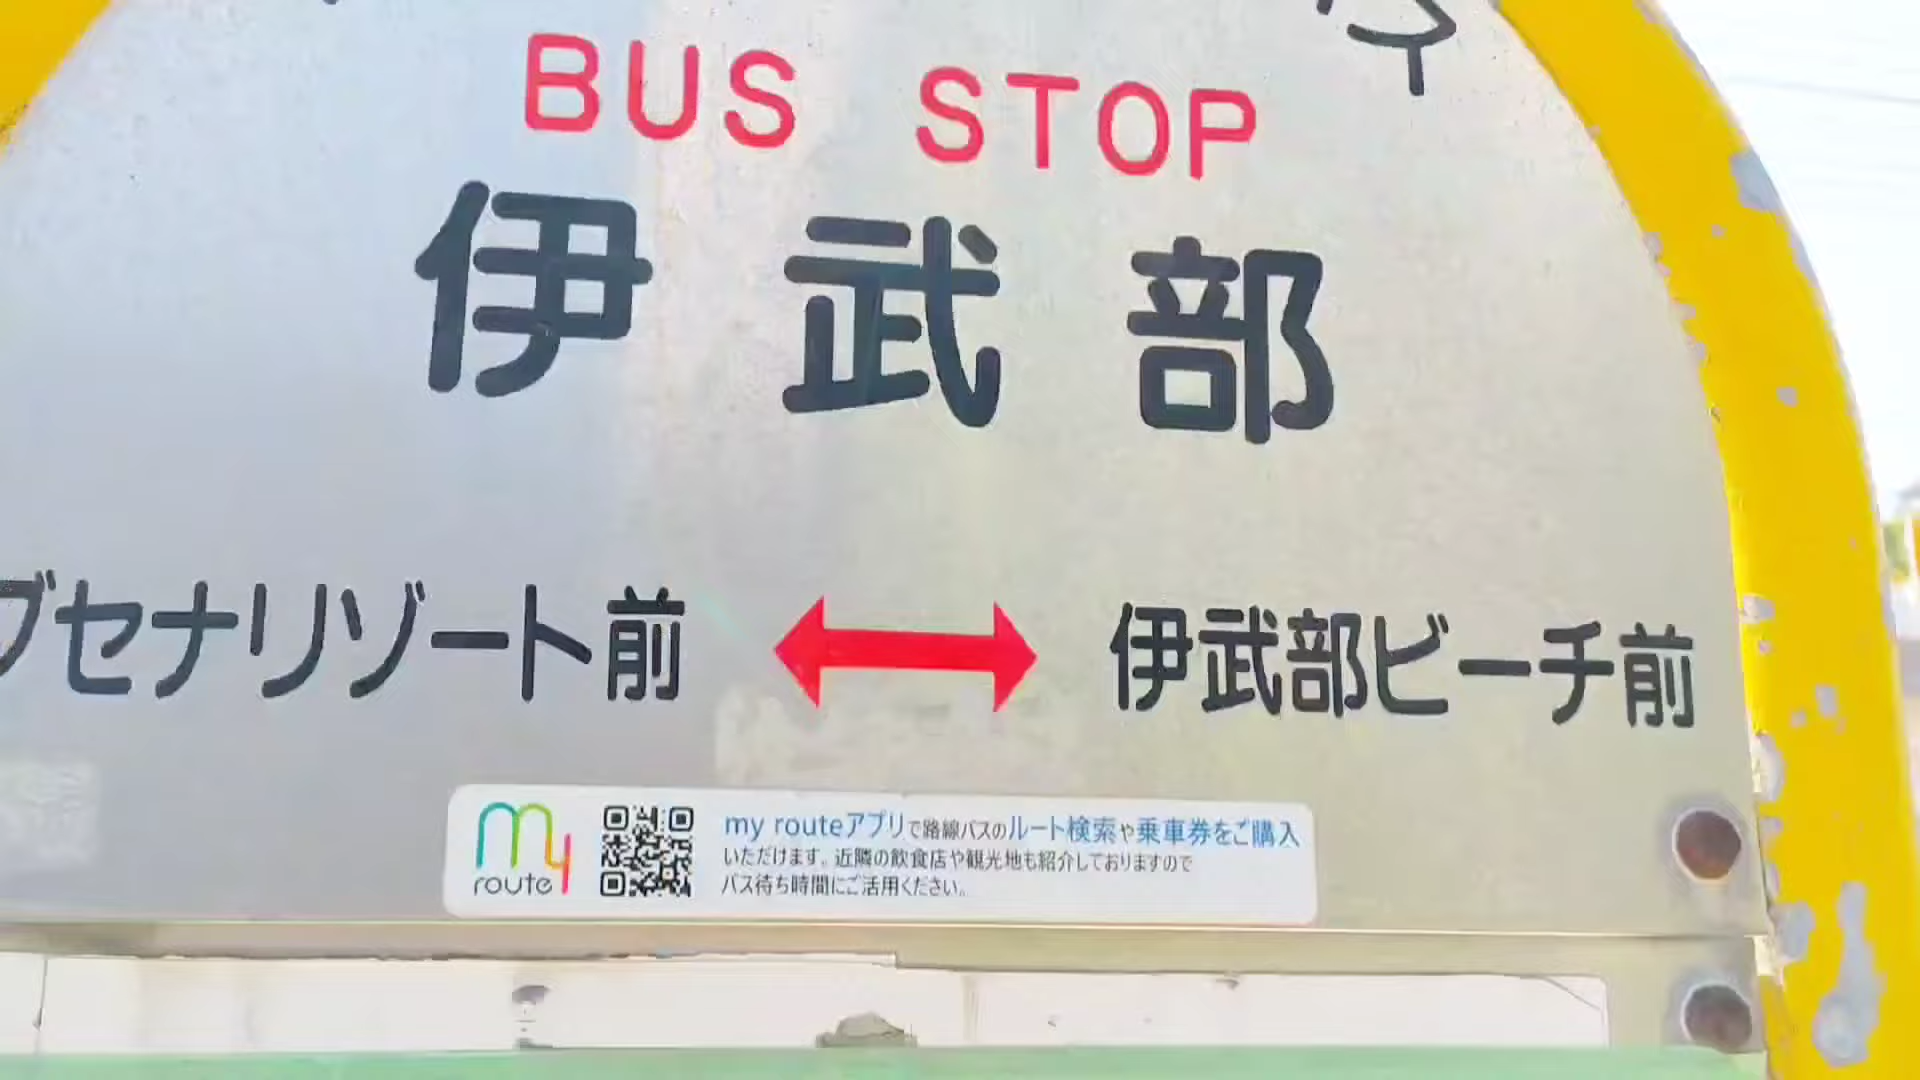 BUS STOP
伊武部
ブセナリゾート前 ↔ 伊武部ビーチ前
my route
my routeアプリで路線バスのルート検索や乗車券をご購入
いただけます。近隣の飲食店や観光地も紹介しておりますので
バス待ち時間にご活用ください。